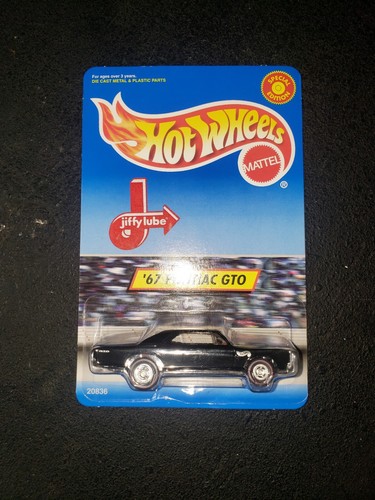 For ages over 3 years.
DIE CAST METAL & PLASTIC PARTS
SPECIAL
EDITION
HOT WHEELS
MATTEL
®
jiffy lube
'67 PONTIAC GTO
20836